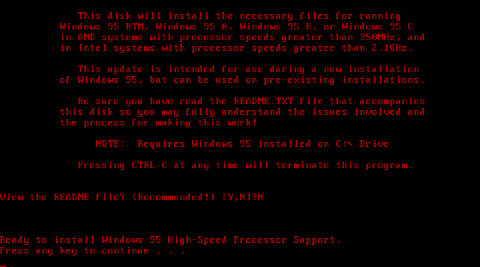 This disk will install the necessary files for running
Windows 95 RTM, Windows 95 A, Windows 95 B, or Windows 95 C
in AMD systems with processor speeds greater than 350MHz, and
in Intel systems with processor speeds greater than 2.1GHz.
This update is intended for use during a new installation
of Windows 95, but can be used on pre-existing installations.
Be sure you have read the README.TXT file that accompanies
this disk so you may fully understand the issues involved and
the process for making this work!
NOTE: Requires Windows 95 installed on C:\ Drive
Pressing CTRL-C at any time will terminate this program.
View the README file? (Recommended!) [Y,N]?N
Ready to install Windows 95 High-Speed Processor Support.
Press any key to continue . . .